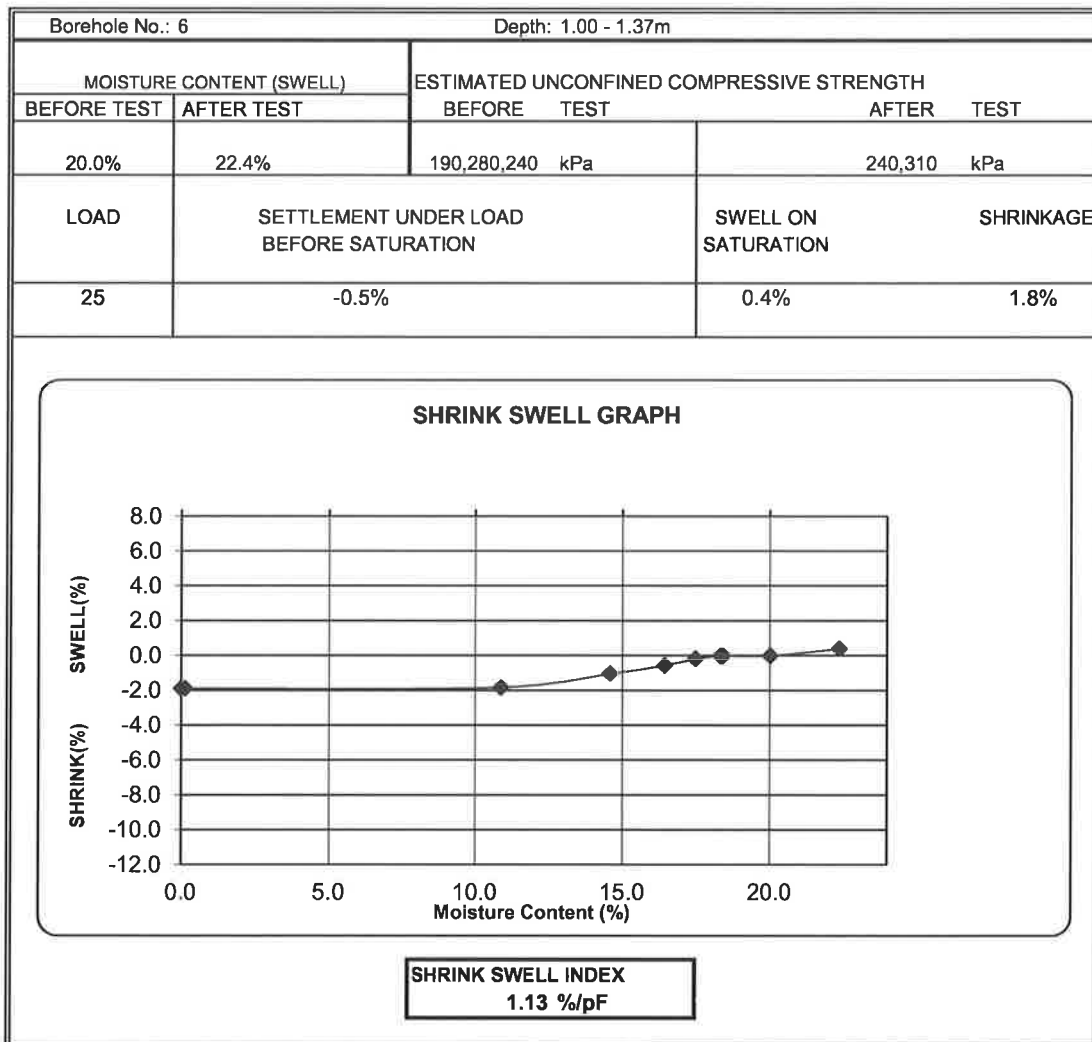 Borehole No.: 6 Depth: 1.00 - 1.37m
MOISTURE CONTENT (SWELL) ESTIMATED UNCONFINED COMPRESSIVE STRENGTH
BEFORE TEST AFTER TEST BEFORE TEST AFTER TEST
20.0% 22.4% 190,280,240 kPa 240,310 kPa
LOAD SETTLEMENT UNDER LOAD SWELL ON SHRINKAGE
BEFORE SATURATION SATURATION
25 -0.5% 0.4% 1.8%
SHRINK SWELL GRAPH
8.0
6.0
4.0
2.0
0.0
-2.0
-4.0
-6.0
-8.0
-10.0
-12.0
SWELL(%)
SHRINK(%)
0.0 5.0 10.0 15.0 20.0
Moisture Content (%)
SHRINK SWELL INDEX
1.13 %/pF